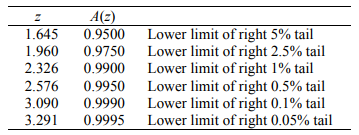 z A(z)
1.645 0.9500 Lower limit of right 5% tail
1.960 0.9750 Lower limit of right 2.5% tail
2.326 0.9900 Lower limit of right 1% tail
2.576 0.9950 Lower limit of right 0.5% tail
3.090 0.9990 Lower limit of right 0.1% tail
3.291 0.9995 Lower limit of right 0.05% tail